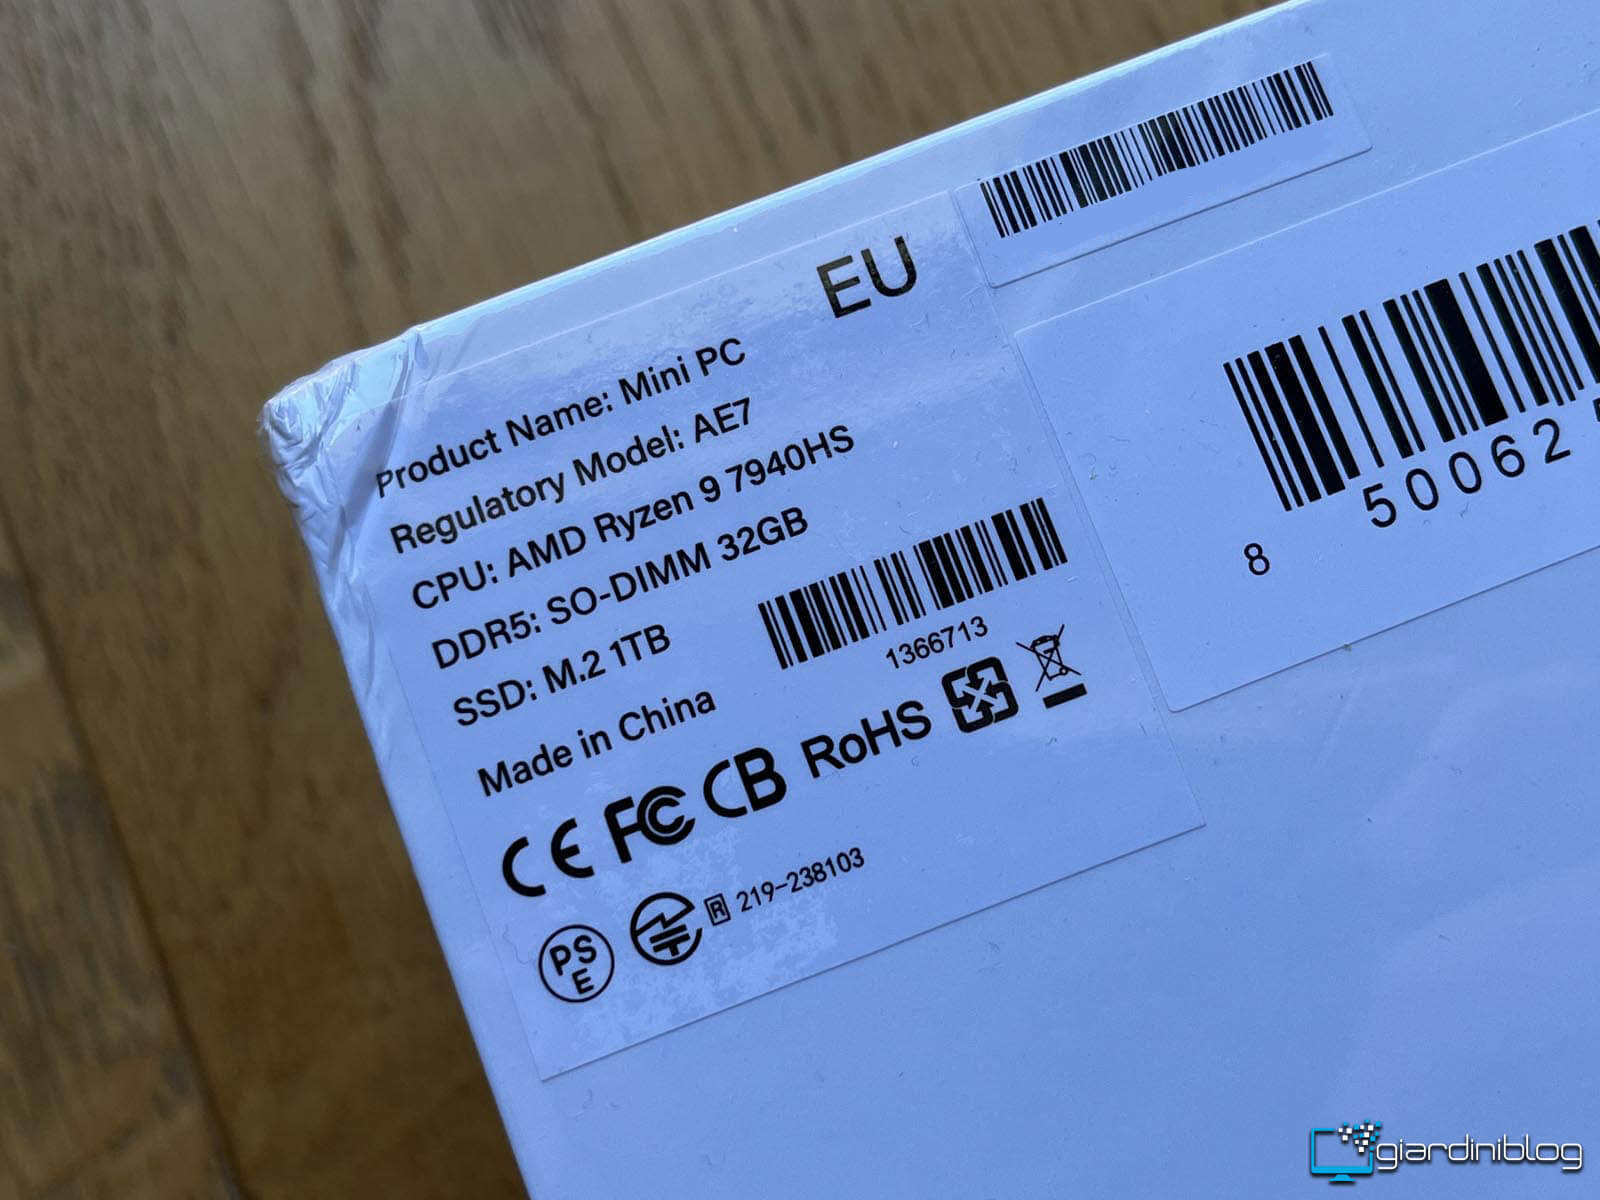 EU
Product Name: Mini PC
Regulatory Model: AE7
CPU: AMD Ryzen 9 7940HS
DDR5: SO-DIMM 32GB
SSD: M.2 1TB
1366713
Made in China
CE FC CB RoHS
PSE
R 219-238103
8 50062
giardiniblog